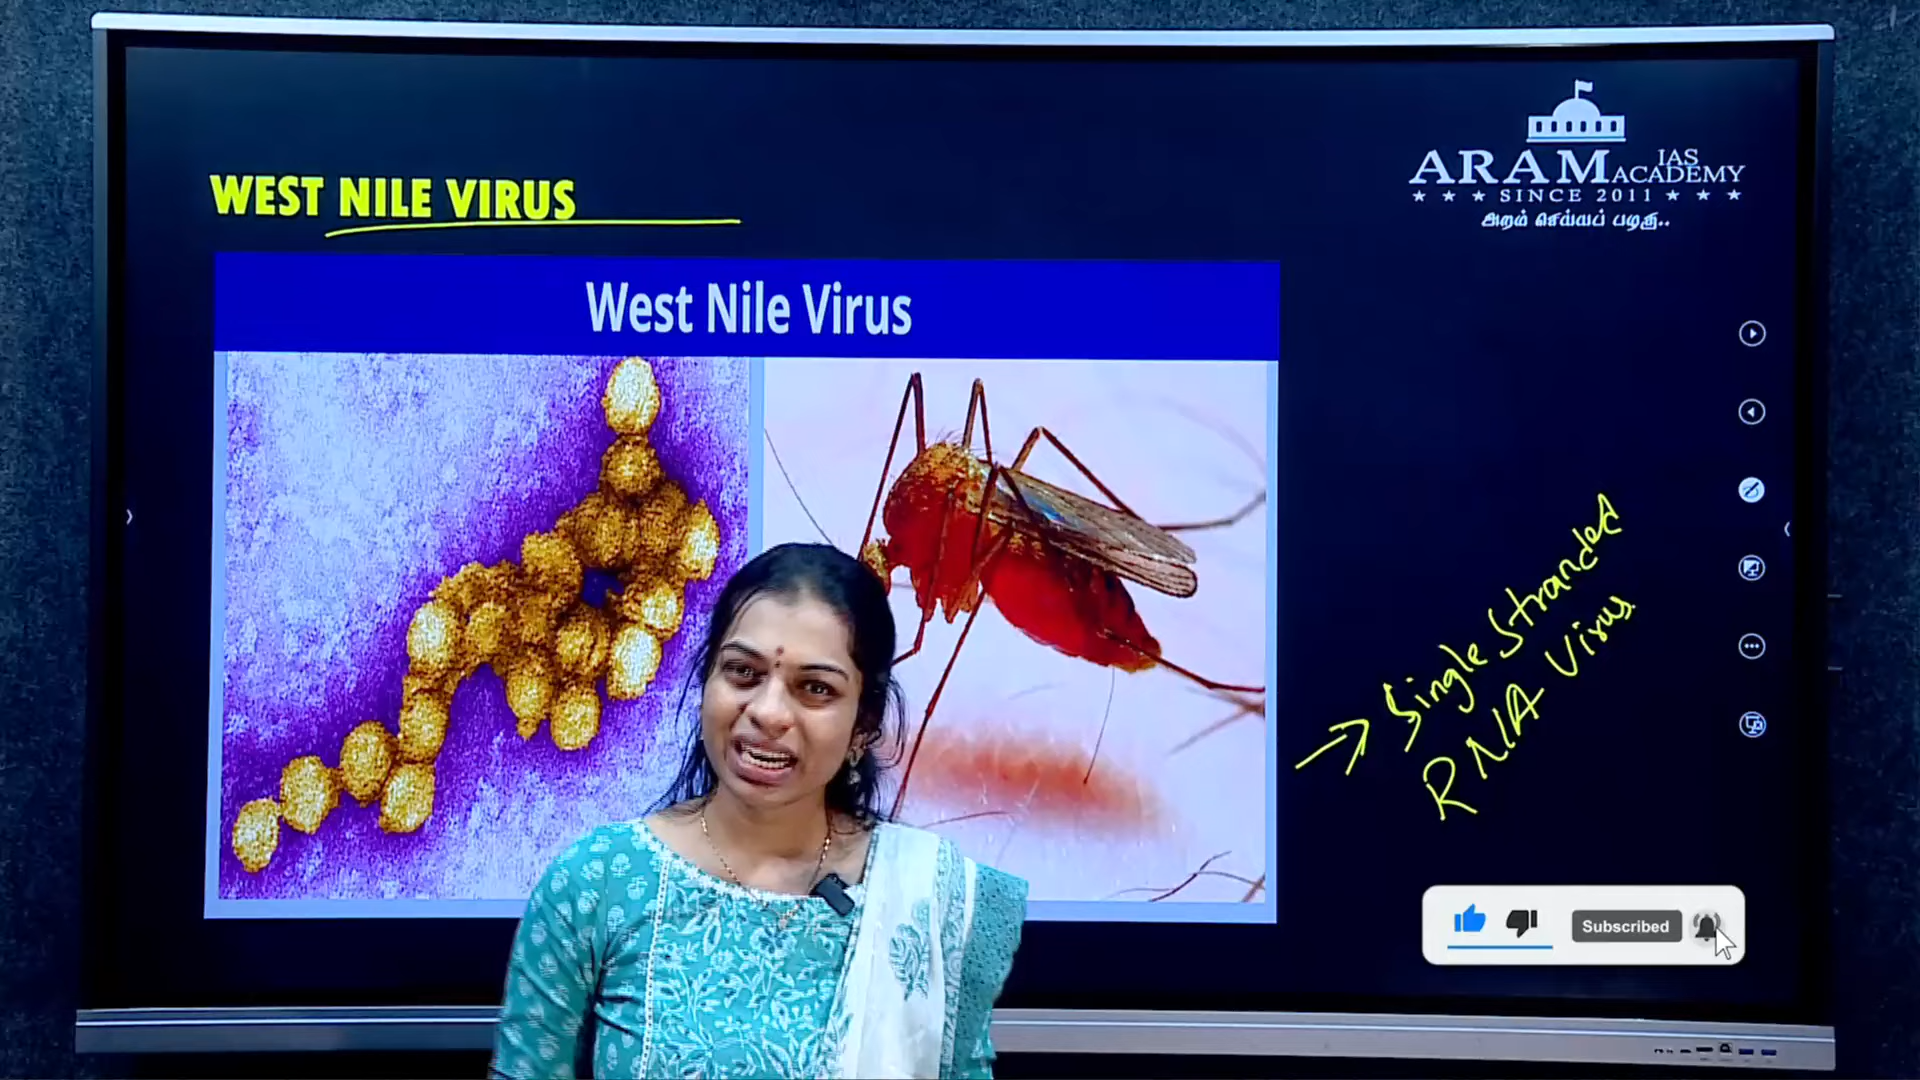 WEST NILE VIRUS
ARAM IAS ACADEMY
★ ★ ★ SINCE 2011 ★ ★ ★
அறம் செய்யப் பழகு..
West Nile Virus
→ Single Stranded
RNA Virus
Subscribed